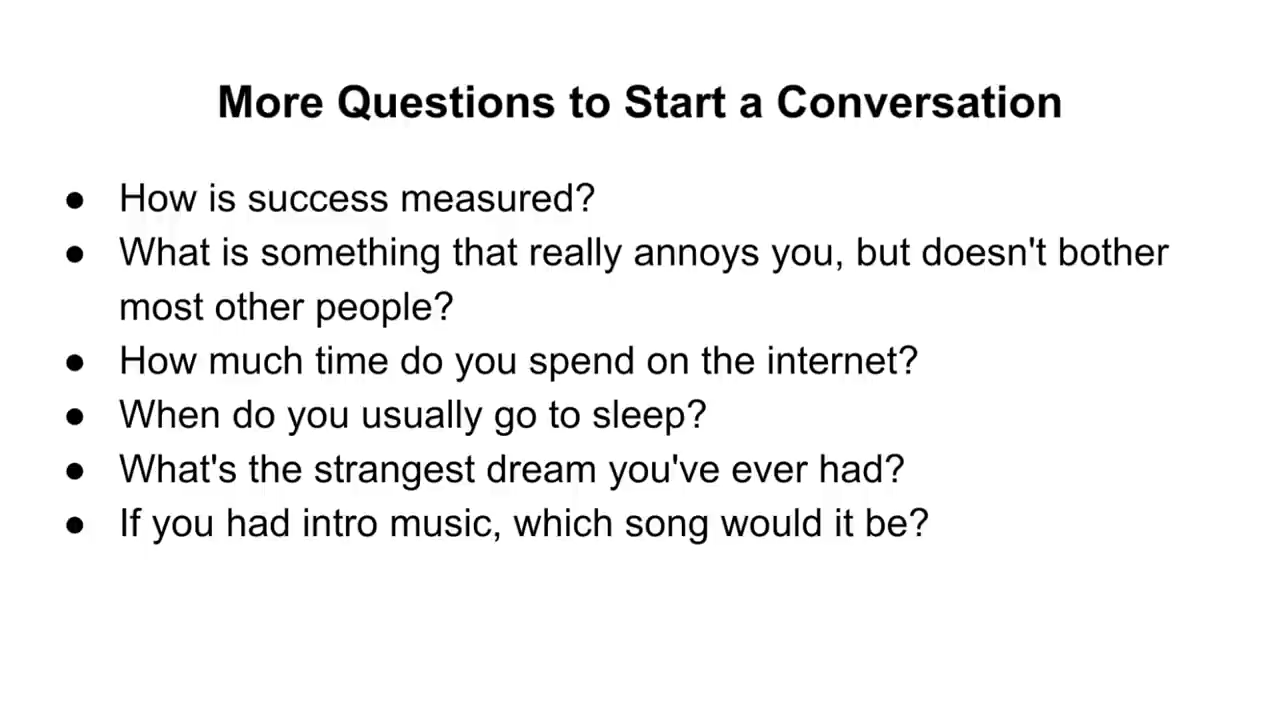 More Questions to Start a Conversation
● How is success measured?
● What is something that really annoys you, but doesn't bother
most other people?
● How much time do you spend on the internet?
● When do you usually go to sleep?
● What's the strangest dream you've ever had?
● If you had intro music, which song would it be?